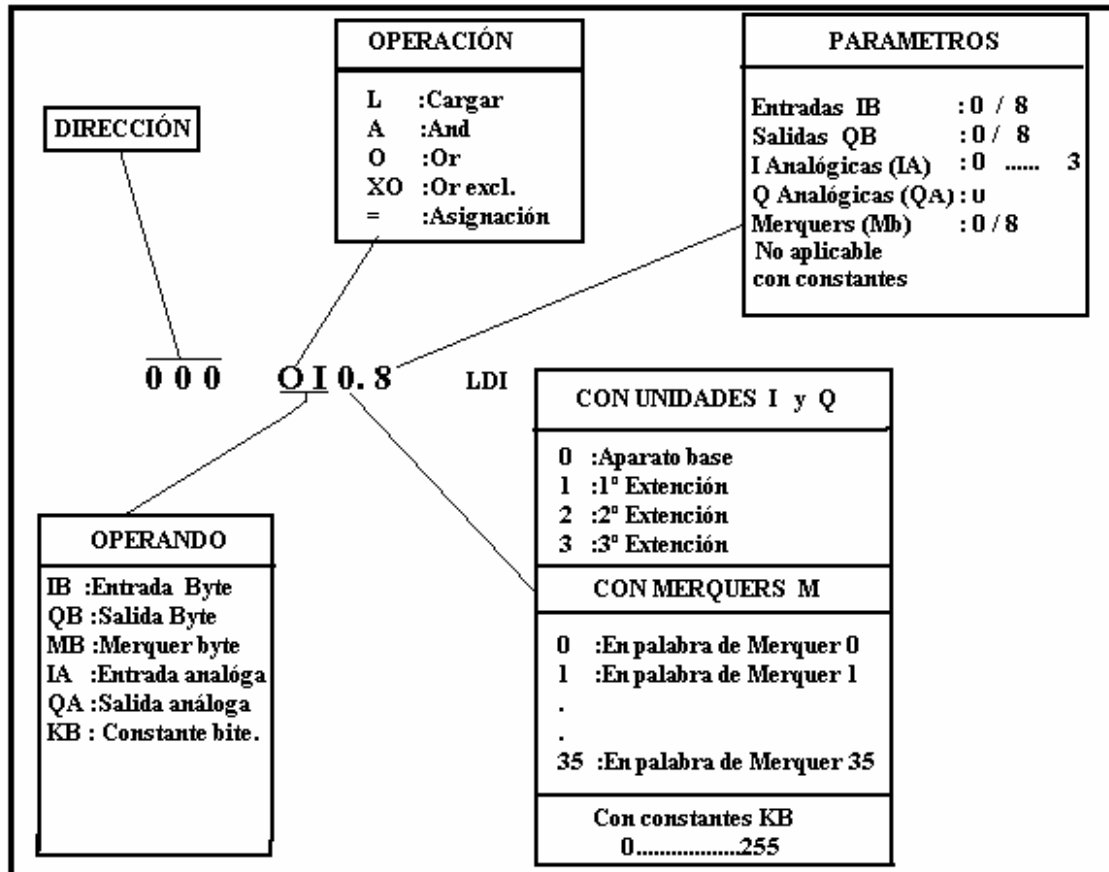 OPERACIÓN
L :Cargar
A :And
O :Or
XO :Or excl.
= :Asignación
PARAMETROS
Entradas IB :0 / 8
Salidas QB :0 / 8
I Analógicas (IA) :0 ...... 3
Q Analógicas (QA) : U
Merquers (Mb) :0 / 8
No aplicable
con constantes
DIRECCIÓN
0 0 0 O I 0. 8 LDI
CON UNIDADES I y Q
0 :Aparato base
1 :1º Extención
2 :2º Extención
3 :3º Extención
CON MERQUERS M
0 :En palabra de Merquer 0
1 :En palabra de Merquer 1
.
.
35 :En palabra de Merquer 35
Con constantes KB
0..................255
OPERANDO
IB :Entrada Byte
QB :Salida Byte
MB :Merquer byte
IA :Entrada analóga
QA :Salida análoga
KB : Constante bite.